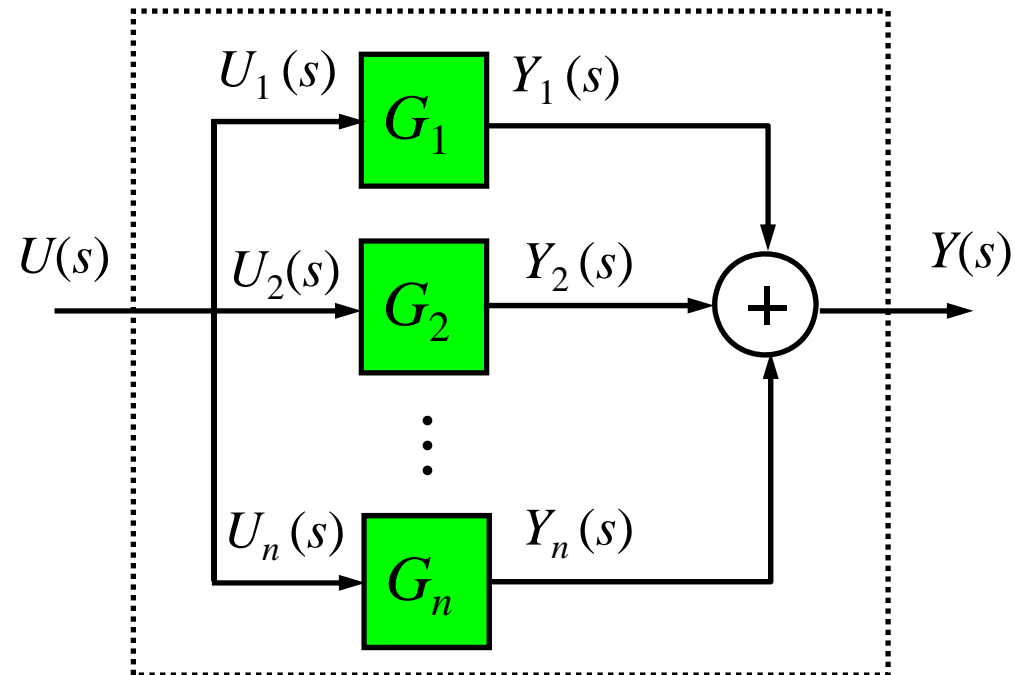 U₁(s)
G₁
Y₁(s)
U(s)
U₂(s)
G₂
Y₂(s)
+
Y(s)
⋮
Uₙ(s)
Gₙ
Yₙ(s)